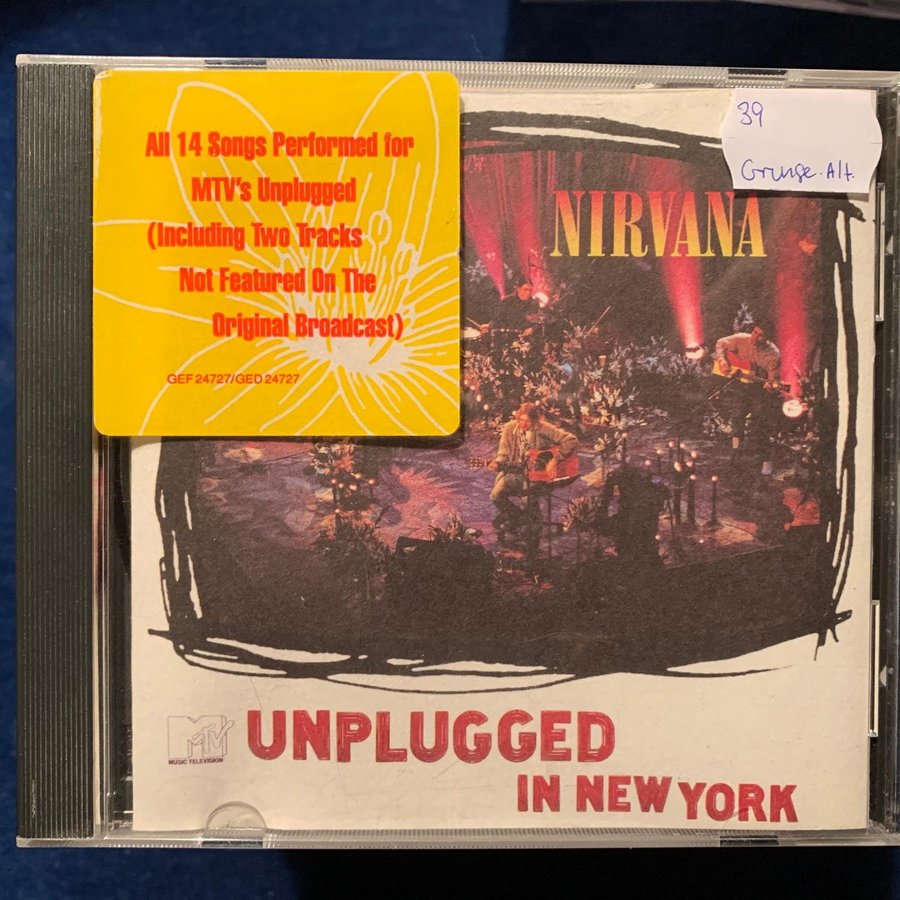 All 14 Songs Performed for
MTV's Unplugged
(Including Two Tracks
Not Featured On The
Original Broadcast)
GEF 24727/GED 24727
39
Grunge. Alt.
NIRVANA
MTV
MUSIC TELEVISION
UNPLUGGED
IN NEW YORK